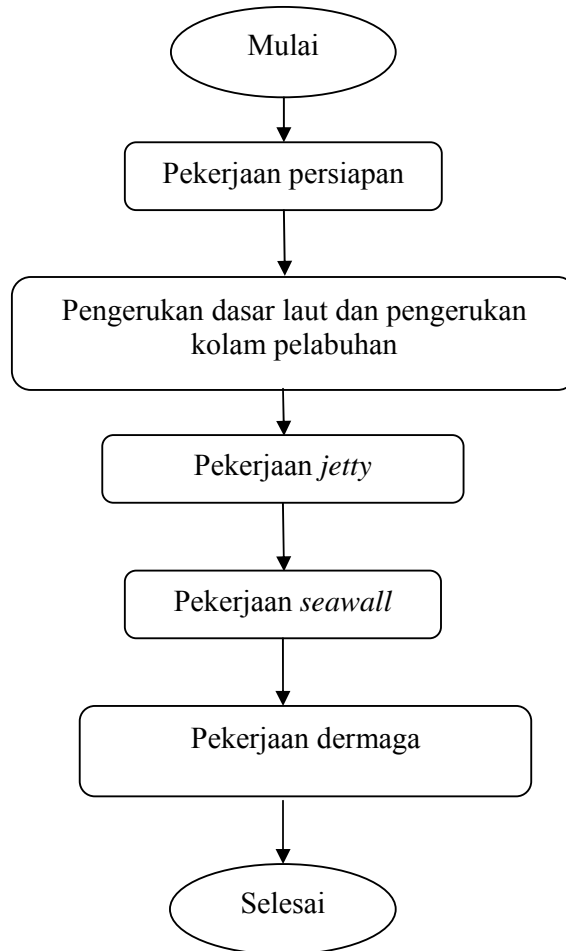 Mulai
Pekerjaan persiapan
Pengerukan dasar laut dan pengerukan
kolam pelabuhan
Pekerjaan jetty
Pekerjaan seawall
Pekerjaan dermaga
Selesai